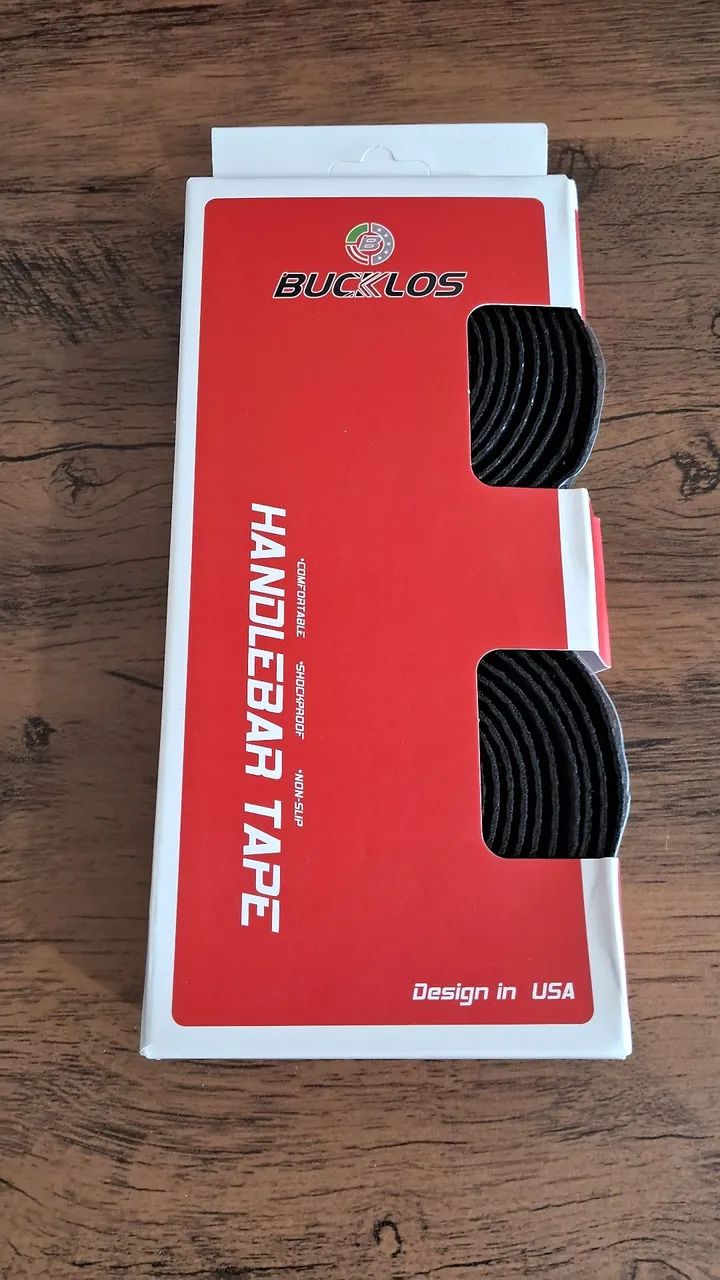 B
BUCKLOS
HANDLEBAR TAPE
•COMFORTABLE •SHOCKPROOF •NON-SLIP
Design in USA